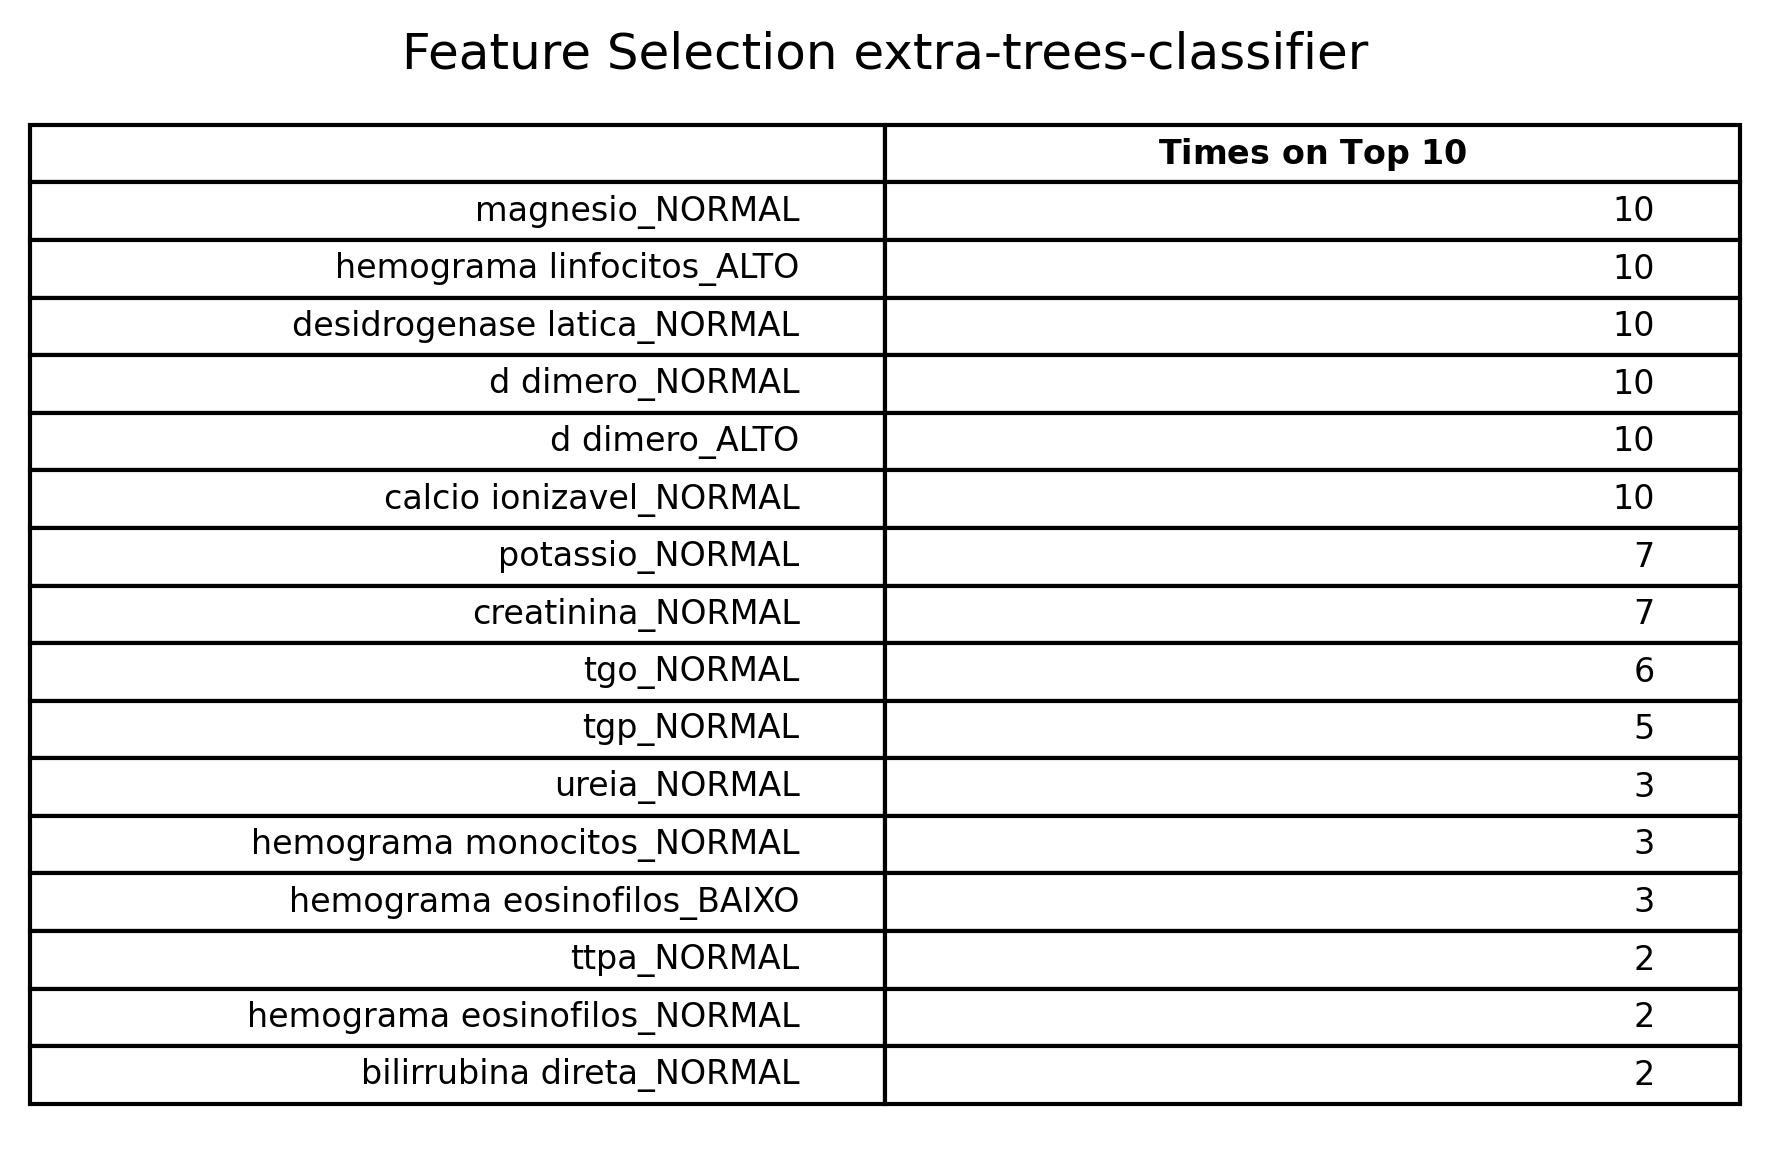 Feature Selection extra-trees-classifier
Times on Top 10
magnesio_NORMAL 10
hemograma linfocitos_ALTO 10
desidrogenase latica_NORMAL 10
d dimero_NORMAL 10
d dimero_ALTO 10
calcio ionizavel_NORMAL 10
potassio_NORMAL 7
creatinina_NORMAL 7
tgo_NORMAL 6
tgp_NORMAL 5
ureia_NORMAL 3
hemograma monocitos_NORMAL 3
hemograma eosinofilos_BAIXO 3
ttpa_NORMAL 2
hemograma eosinofilos_NORMAL 2
bilirrubina direta_NORMAL 2